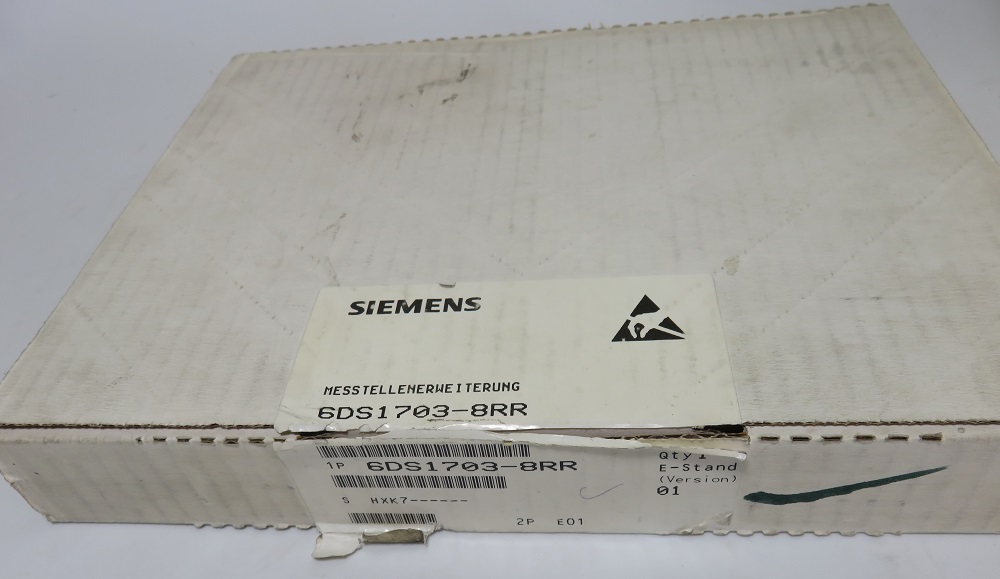 SIEMENS
MESSTELLENERWEITERUNG
6DS1703-8RR
1P 6DS1703-8RR
Qty 1
E-Stand
(Version)
01
S HXK7------
2P E01